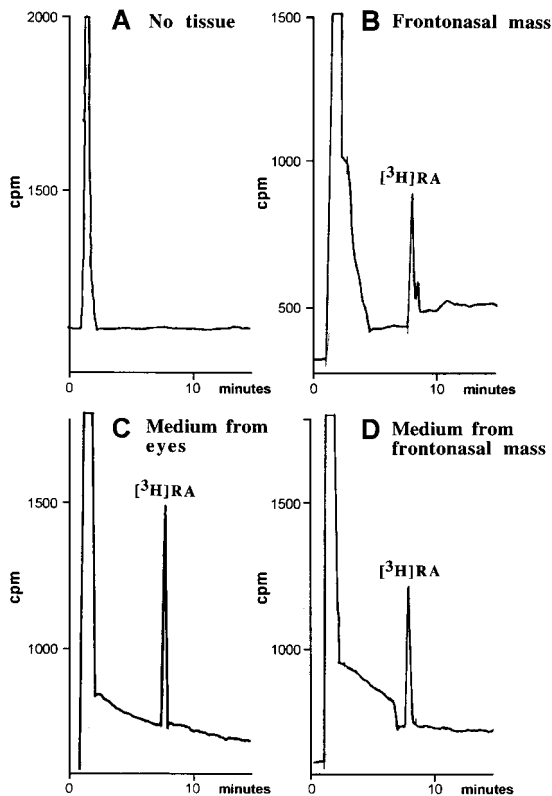 A No tissue
2000
1500
cpm
0 10 minutes
B Frontonasal mass
1500
1000
500
cpm
[³H]RA
0 10 minutes
C Medium from
eyes
1500
1000
cpm
[³H]RA
0 10 minutes
D Medium from
frontonasal mass
1500
1000
cpm
[³H]RA
0 10 minutes